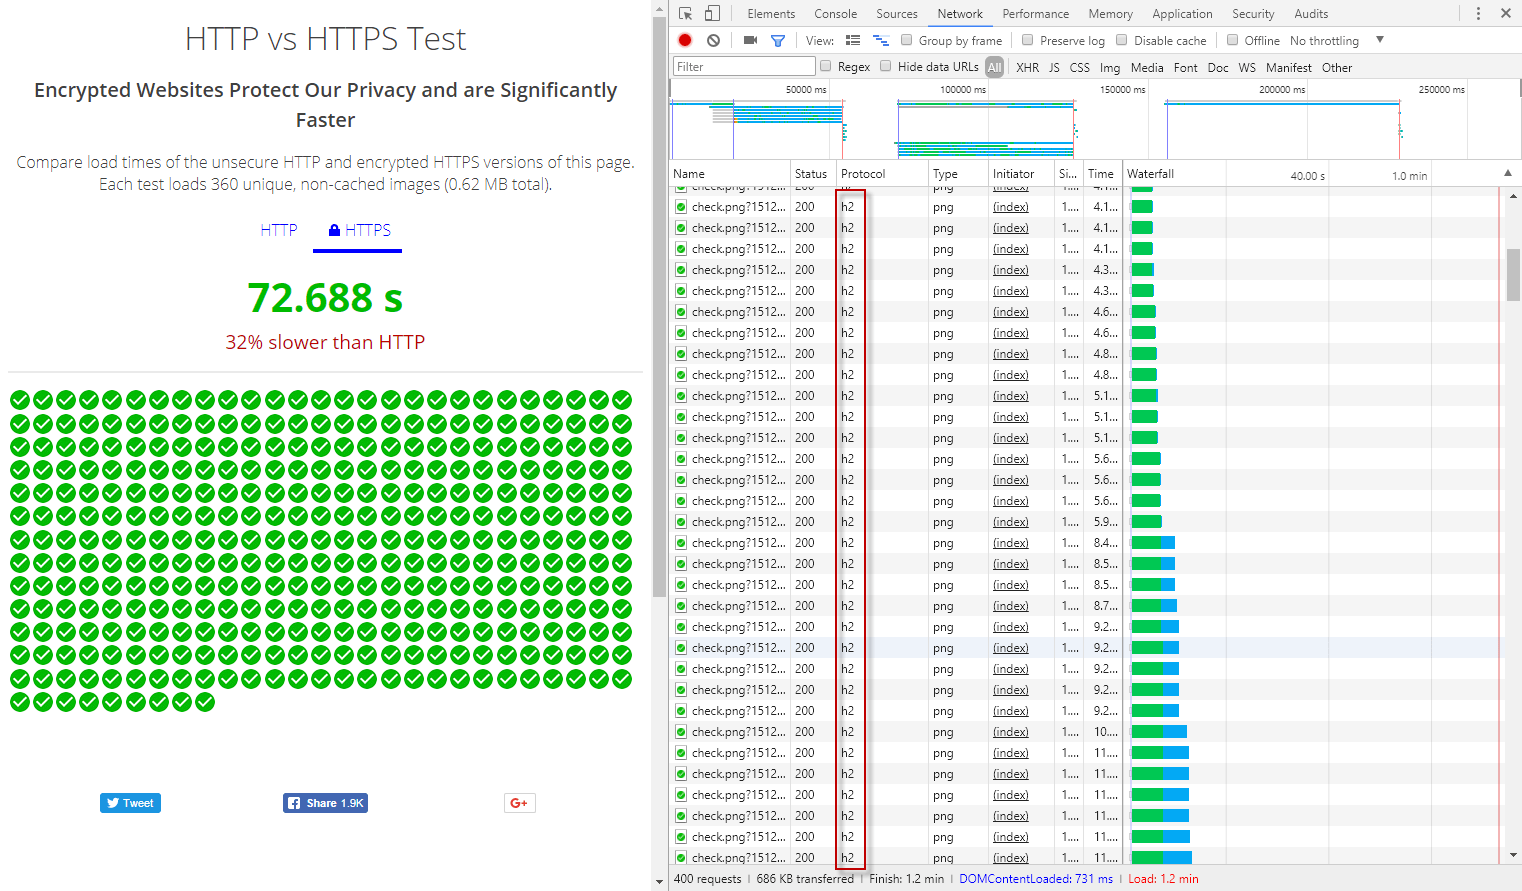 HTTP vs HTTPS Test
Encrypted Websites Protect Our Privacy and are Significantly
Faster
Compare load times of the unsecure HTTP and encrypted HTTPS versions of this page.
Each test loads 360 unique, non-cached images (0.62 MB total).
HTTP HTTPS
72.688 s
32% slower than HTTP
Tweet
Share 1.9K
G+
Elements Console Sources Network Performance Memory Application Security Audits
View: Group by frame Preserve log Disable cache Offline No throttling
Filter Regex Hide data URLs All XHR JS CSS Img Media Font Doc WS Manifest Other
50000 ms 100000 ms 150000 ms 200000 ms 250000 ms
Name Status Protocol Type Initiator Si... Time Waterfall 40.00 s 1.0 min
check.png?1512... 200 h2 png (index) 1.... 4.1...
check.png?1512... 200 h2 png (index) 1.... 4.1...
check.png?1512... 200 h2 png (index) 1.... 4.1...
check.png?1512... 200 h2 png (index) 1.... 4.1...
check.png?1512... 200 h2 png (index) 1.... 4.3...
check.png?1512... 200 h2 png (index) 1.... 4.3...
check.png?1512... 200 h2 png (index) 1.... 4.6...
check.png?1512... 200 h2 png (index) 1.... 4.6...
check.png?1512... 200 h2 png (index) 1.... 4.8...
check.png?1512... 200 h2 png (index) 1.... 4.8...
check.png?1512... 200 h2 png (index) 1.... 5.1...
check.png?1512... 200 h2 png (index) 1.... 5.1...
check.png?1512... 200 h2 png (index) 1.... 5.1...
check.png?1512... 200 h2 png (index) 1.... 5.6...
check.png?1512... 200 h2 png (index) 1.... 5.6...
check.png?1512... 200 h2 png (index) 1.... 5.6...
check.png?1512... 200 h2 png (index) 1.... 5.9...
check.png?1512... 200 h2 png (index) 1.... 8.4...
check.png?1512... 200 h2 png (index) 1.... 8.5...
check.png?1512... 200 h2 png (index) 1.... 8.5...
check.png?1512... 200 h2 png (index) 1.... 8.7...
check.png?1512... 200 h2 png (index) 1.... 9.2...
check.png?1512... 200 h2 png (index) 1.... 9.2...
check.png?1512... 200 h2 png (index) 1.... 9.2...
check.png?1512... 200 h2 png (index) 1.... 9.2...
check.png?1512... 200 h2 png (index) 1.... 9.2...
check.png?1512... 200 h2 png (index) 1.... 10....
check.png?1512... 200 h2 png (index) 1.... 11....
check.png?1512... 200 h2 png (index) 1.... 11....
check.png?1512... 200 h2 png (index) 1.... 11....
check.png?1512... 200 h2 png (index) 1.... 11....
check.png?1512... 200 h2 png (index) 1.... 11....
check.png?1512... 200 h2 png (index) 1.... 11....
400 requests | 686 KB transferred | Finish: 1.2 min | DOMContentLoaded: 731 ms | Load: 1.2 min